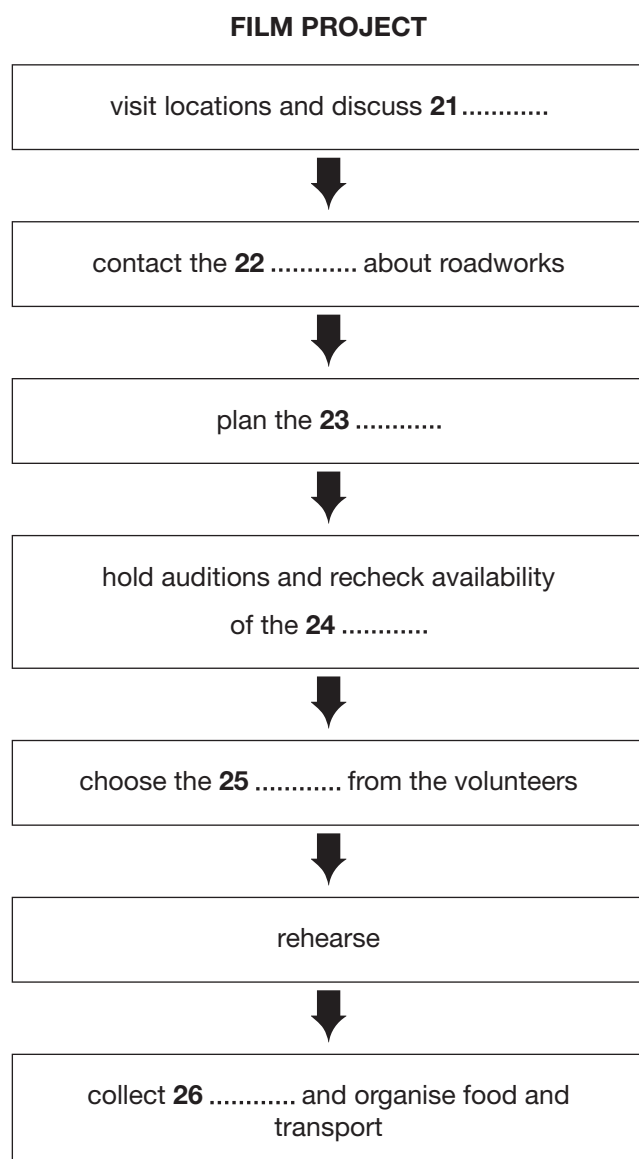 FILM PROJECT
visit locations and discuss 21 ............
contact the 22 ............ about roadworks
plan the 23 ............
hold auditions and recheck availability
of the 24 ............
choose the 25 ............ from the volunteers
rehearse
collect 26 ............ and organise food and
transport